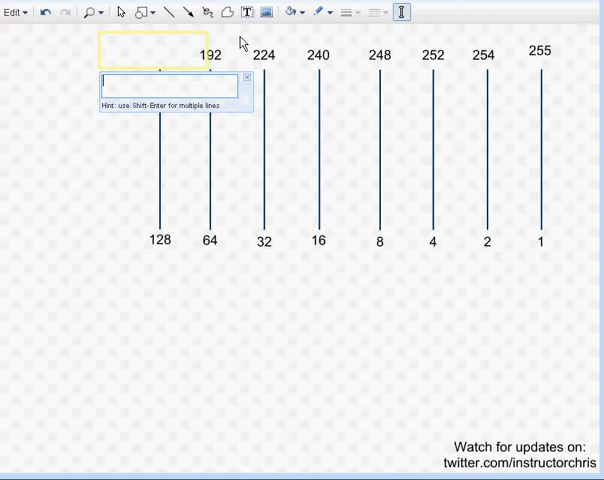 Edit
192 224 240 248 252 254 255
Hint: use Shift-Enter for multiple lines
128 64 32 16 8 4 2 1
Watch for updates on:
twitter.com/instructorchris